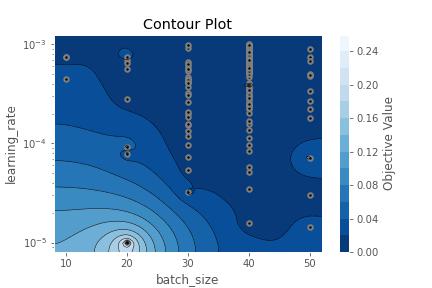 Contour Plot
10⁻³
10⁻⁴
10⁻⁵
learning_rate
10 20 30 40 50
batch_size
0.24
0.20
0.16
0.12
0.08
0.04
0.00
Objective Value